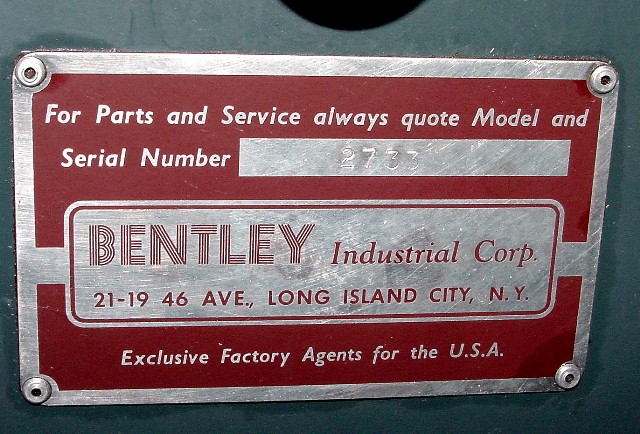 For Parts and Service always quote Model and
Serial Number 2733
BENTLEY Industrial Corp.
21-19 46 AVE., LONG ISLAND CITY, N.Y.
Exclusive Factory Agents for the U.S.A.